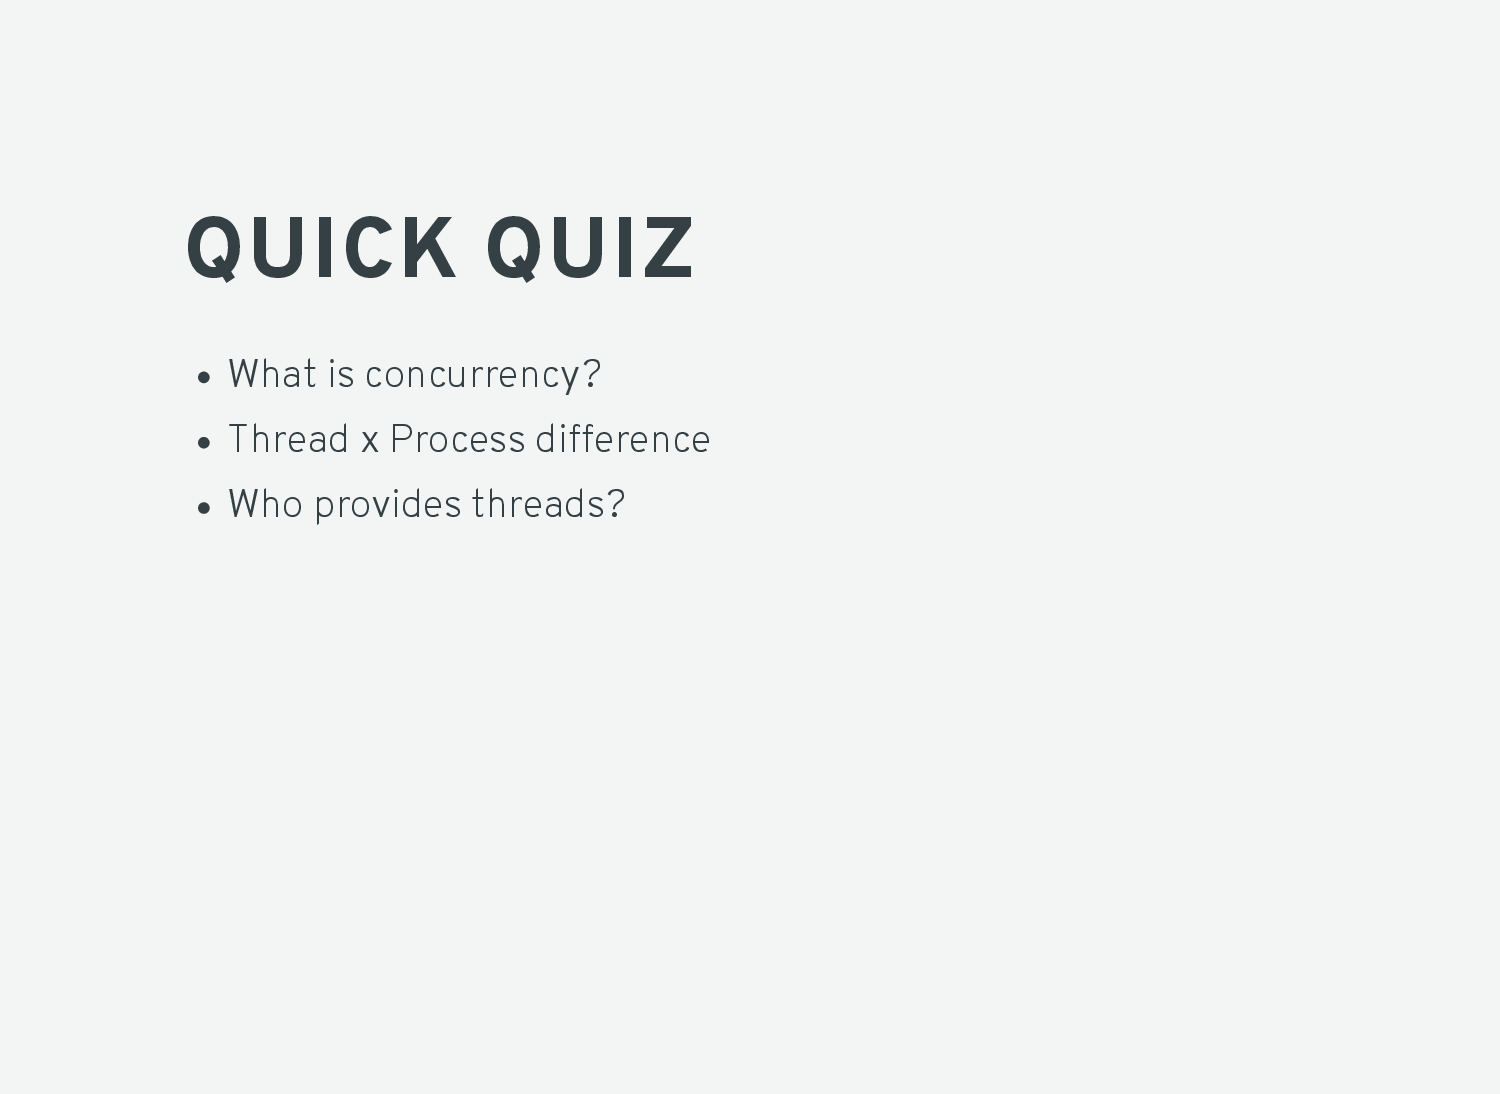 QUICK QUIZ
• What is concurrency?
• Thread x Process difference
• Who provides threads?